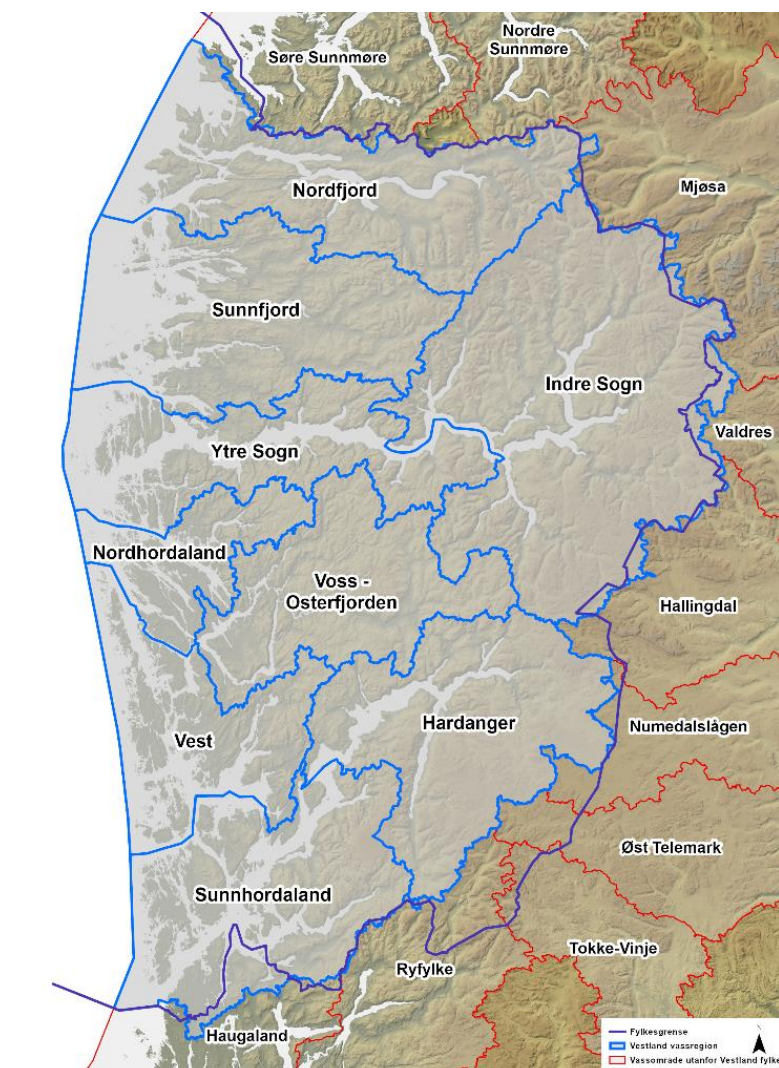 Søre Sunnmøre
Nordre
Sunnmøre
Nordfjord
Mjøsa
Sunnfjord
Indre Sogn
Valdres
Ytre Sogn
Nordhordaland
Voss -
Osterfjorden
Hallingdal
Vest
Hardanger
Numedalslågen
Øst Telemark
Sunnhordaland
Tokke-Vinje
Ryfylke
Haugaland
Fylkesgrense
Vestland vassregion
Vassområde utanfor Vestland fylke